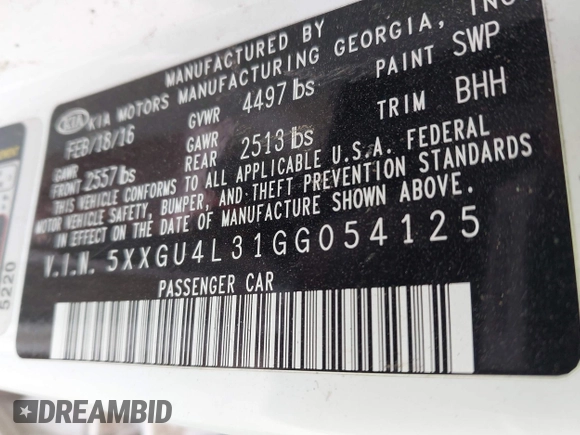 MANUFACTURED BY
KIA KIA MOTORS MANUFACTURING GEORGIA, INC
FEB/18/16 GVWR 4497 lbs PAINT SWP
GAWR FRONT 2557 lbs GAWR REAR 2513 lbs TRIM BHH
THIS VEHICLE CONFORMS TO ALL APPLICABLE U.S.A. FEDERAL
MOTOR VEHICLE SAFETY, BUMPER, AND THEFT PREVENTION STANDARDS
IN EFFECT ON THE DATE OF MANUFACTURE SHOWN ABOVE.
V.I.N. 5XXGU4L31GG054125
PASSENGER CAR
5220
DREAMBID